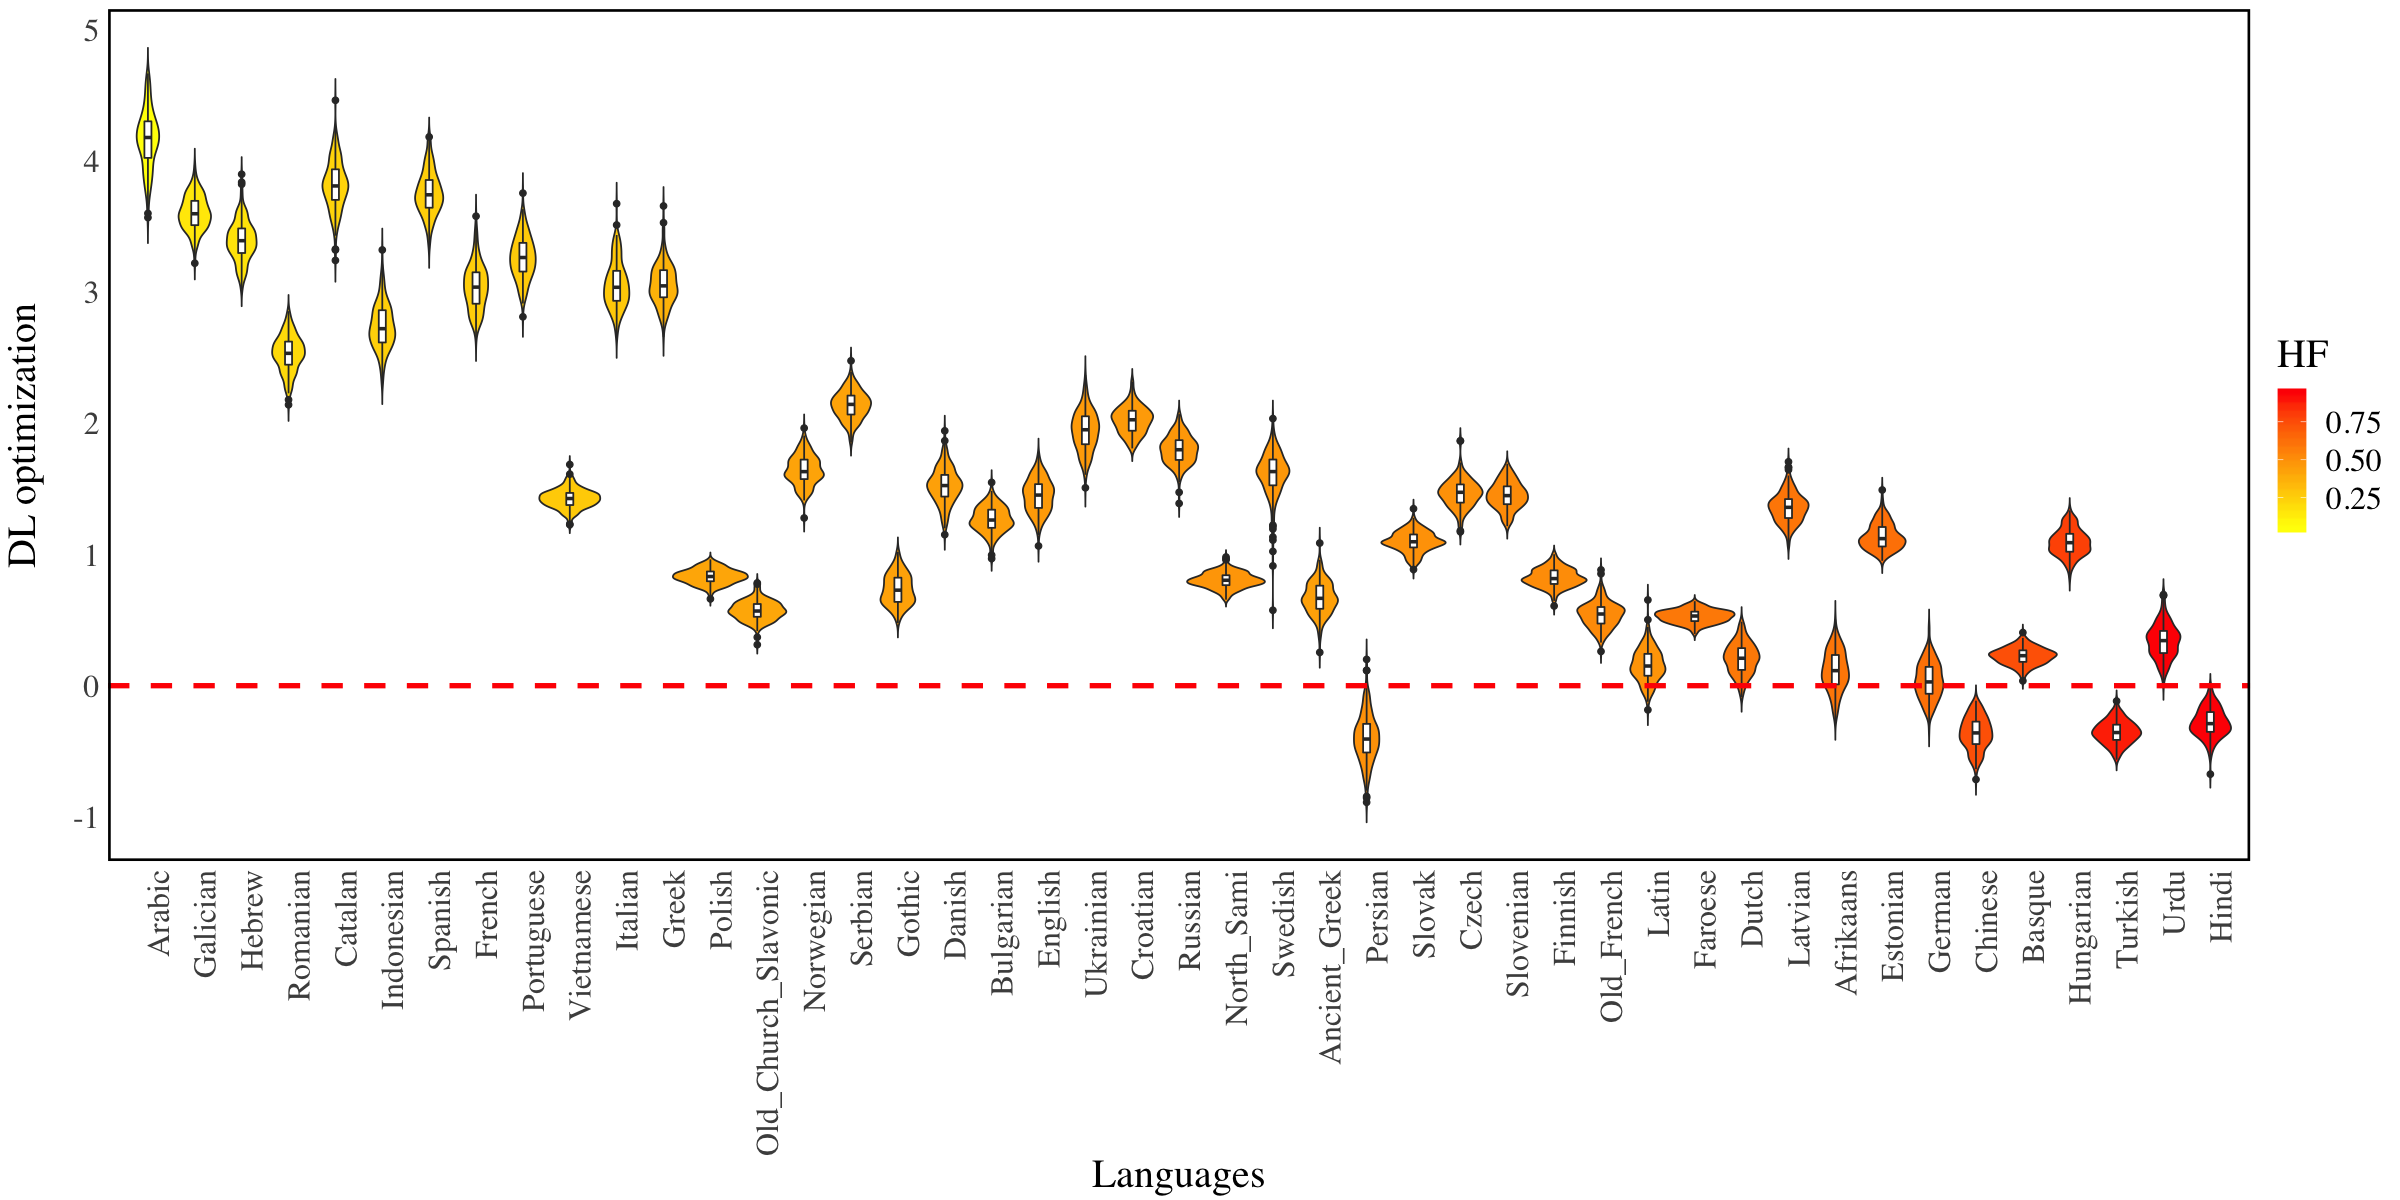 DL optimization
5
4
3
2
1
0
-1
Arabic
Galician
Hebrew
Romanian
Catalan
Indonesian
Spanish
French
Portuguese
Vietnamese
Italian
Greek
Polish
Old_Church_Slavonic
Norwegian
Serbian
Gothic
Danish
Bulgarian
English
Ukrainian
Croatian
Russian
North_Sami
Swedish
Ancient_Greek
Persian
Slovak
Czech
Slovenian
Finnish
Old_French
Latin
Faroese
Dutch
Latvian
Afrikaans
Estonian
German
Chinese
Basque
Hungarian
Turkish
Urdu
Hindi
Languages
HF
0.75
0.50
0.25